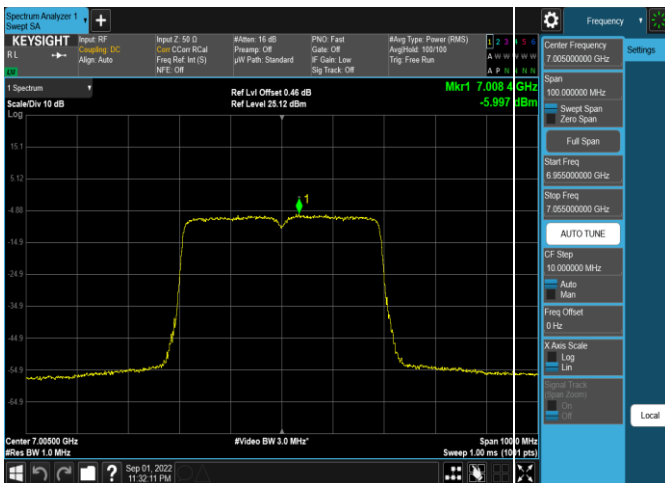 Spectrum Analyzer 1
Swept SA
Frequency
KEYSIGHT
R L
LXI
Input: RF
Coupling: DC
Align: Auto
Input Z: 50 Ω
Corr CCorr RCal
Freq Ref: Int (S)
NFE: Off
#Atten: 16 dB
Preamp: Off
µW Path: Standard
PNO: Fast
Gate: Off
IF Gain: Low
Sig Track: Off
#Avg Type: Power (RMS)
Avg|Hold: 100/100
Trig: Free Run
1 2 3 4 5 6
A W W W W W
A P N N N N
1 Spectrum
Scale/Div 10 dB
Log
Ref Lvl Offset 0.46 dB
Ref Level 25.12 dBm
Mkr1 7.008 4 GHz
-5.997 dBm
15.1
5.12
-4.88
-14.9
-24.9
-34.9
-44.9
-54.9
-64.9
1
Center 7.00500 GHz
#Res BW 1.0 MHz
#Video BW 3.0 MHz*
Span 100.0 MHz
Sweep 1.00 ms (1001 pts)
Center Frequency
7.005000000 GHz
Span
100.000000 MHz
Swept Span
Zero Span
Full Span
Start Freq
6.955000000 GHz
Stop Freq
7.055000000 GHz
AUTO TUNE
CF Step
10.000000 MHz
Auto
Man
Freq Offset
0 Hz
X Axis Scale
Log
Lin
Signal Track
(Span Zoom)
On
Off
Settings
Local
Sep 01, 2022
11:32:11 PM